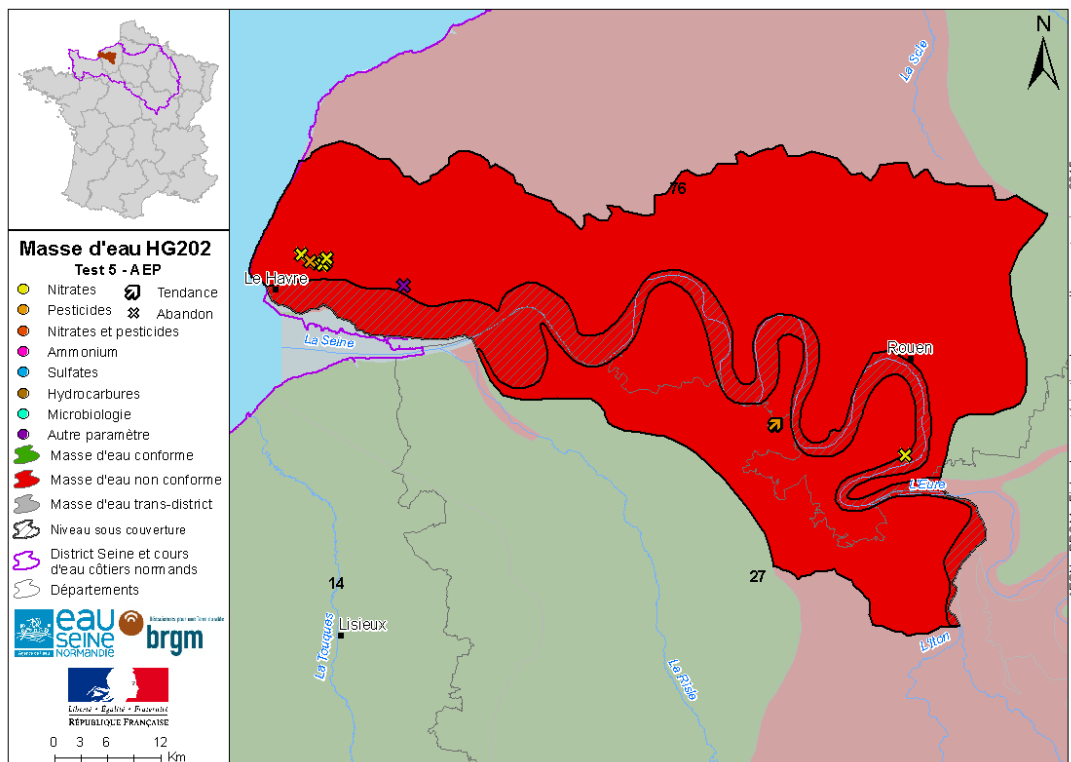 Masse d'eau HG202
Test 5 - AEP
Nitrates
Tendance
Pesticides
Abandon
Nitrates et pesticides
Ammonium
Sulfates
Hydrocarbures
Microbiologie
Autre paramètre
Masse d'eau conforme
Masse d'eau non conforme
Masse d'eau trans-district
Niveau sous couverture
District Seine et cours
d'eau côtiers normands
Départements
eau
SEINE
NORMANDIE
brgm
Liberté • Égalité • Fraternité
RÉPUBLIQUE FRANÇAISE
0 3 6 12
Km
N
La Scie
76
Le Havre
La Seine
Rouen
L'Eure
14
27
Lisieux
La Touques
La Risle
L'Iton